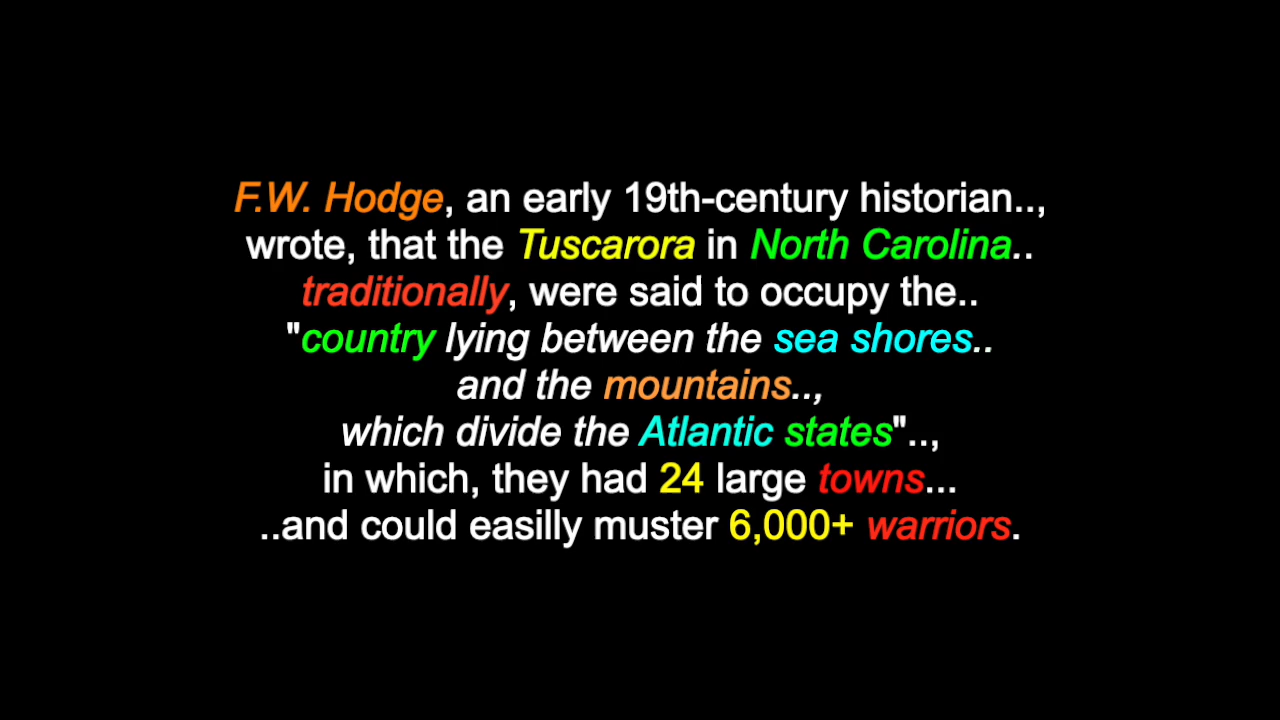 F.W. Hodge, an early 19th-century historian..,
wrote, that the Tuscarora in North Carolina..
traditionally, were said to occupy the..
"country lying between the sea shores..
and the mountains..,
which divide the Atlantic states"..,
in which, they had 24 large towns...
..and could easilly muster 6,000+ warriors.